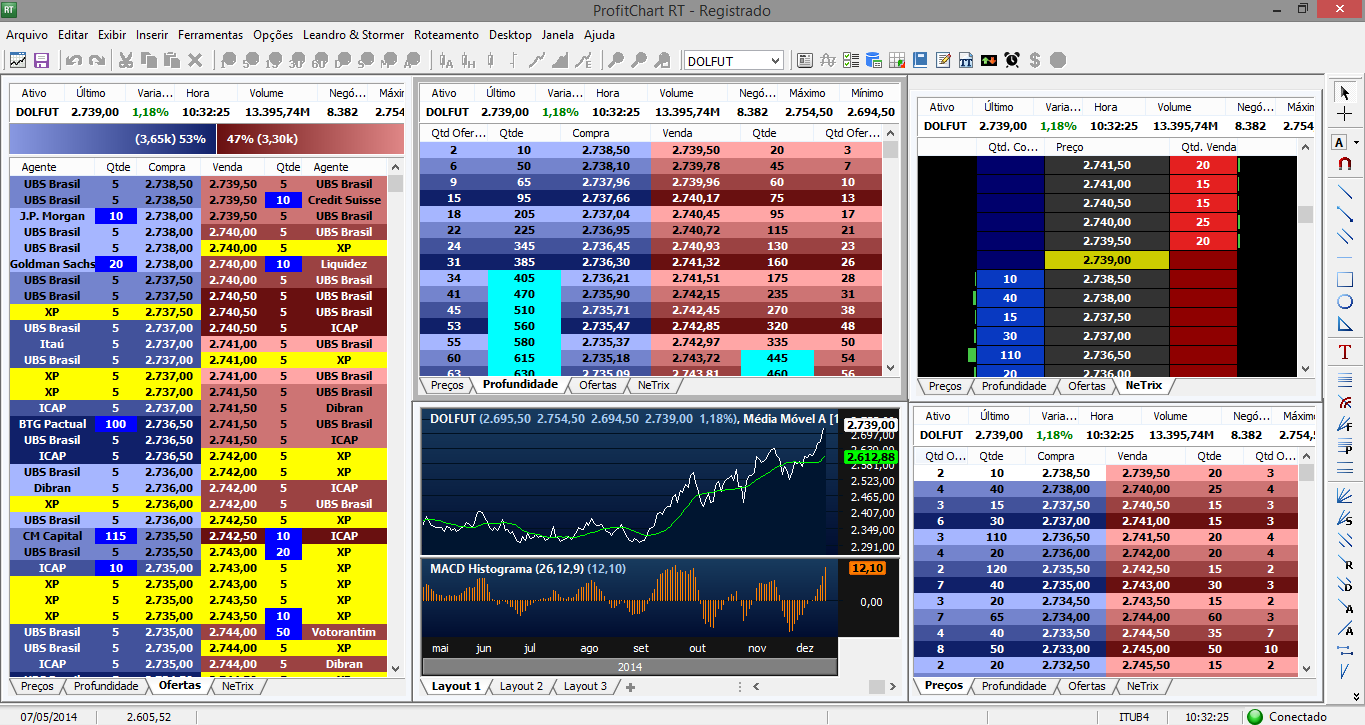 RT ProfitChart RT - Registrado
Arquivo Editar Exibir Inserir Ferramentas Opções Leandro & Stormer Roteamento Desktop Janela Ajuda
DOLFUT
Ativo Último Varia... Hora Volume Negó... Máxim
DOLFUT 2.739,00 1,18% 10:32:25 13.395,74M 8.382 2.754
(3,65k) 53% 47% (3,30k)
Agente Qtde Compra Venda Qtde Agente
UBS Brasil 5 2.738,50 2.739,50 5 UBS Brasil
UBS Brasil 5 2.738,50 2.739,50 10 Credit Suisse
J.P. Morgan 10 2.738,00 2.739,50 5 UBS Brasil
UBS Brasil 5 2.738,00 2.740,00 5 UBS Brasil
UBS Brasil 5 2.738,00 2.740,00 5 XP
Goldman Sachs 20 2.738,00 2.740,00 10 Liquidez
UBS Brasil 5 2.737,50 2.740,00 5 UBS Brasil
UBS Brasil 5 2.737,50 2.740,50 5 UBS Brasil
XP 5 2.737,50 2.740,50 5 UBS Brasil
UBS Brasil 5 2.737,00 2.740,50 5 ICAP
Itaú 5 2.737,00 2.741,00 5 UBS Brasil
UBS Brasil 5 2.737,00 2.741,00 5 XP
XP 5 2.737,00 2.741,00 5 UBS Brasil
XP 5 2.737,00 2.741,50 5 UBS Brasil
ICAP 5 2.737,00 2.741,50 5 Dibran
BTG Pactual 100 2.736,50 2.741,50 5 UBS Brasil
UBS Brasil 5 2.736,50 2.741,50 5 ICAP
ICAP 5 2.736,50 2.742,00 5 XP
UBS Brasil 5 2.736,00 2.742,00 5 XP
Dibran 5 2.736,00 2.742,00 5 ICAP
XP 5 2.736,00 2.742,00 5 UBS Brasil
UBS Brasil 5 2.736,00 2.742,50 5 XP
CM Capital 115 2.735,50 2.742,50 10 ICAP
UBS Brasil 5 2.735,50 2.743,00 20 XP
ICAP 10 2.735,50 2.743,00 5 XP
XP 5 2.735,00 2.743,00 5 XP
XP 5 2.735,00 2.743,50 5 XP
XP 5 2.735,00 2.743,50 10 XP
UBS Brasil 5 2.735,00 2.744,00 50 Votorantim
UBS Brasil 5 2.735,00 2.744,00 5 XP
ICAP 5 2.735,00 2.744,00 5 Dibran
Preços Profundidade Ofertas NeTrix
Ativo Último Varia... Hora Volume Negó... Máximo Mínimo
DOLFUT 2.739,00 1,18% 10:32:25 13.395,74M 8.382 2.754,50 2.694,50
Qtd Ofer... Qtde Compra Venda Qtde Qtd Ofer...
2 10 2.738,50 2.739,50 20 3
6 50 2.738,10 2.739,78 45 7
9 65 2.737,96 2.739,96 60 10
15 95 2.737,66 2.740,17 75 13
18 205 2.737,04 2.740,45 95 17
22 225 2.736,95 2.740,72 115 21
24 345 2.736,45 2.740,93 130 23
31 385 2.736,30 2.741,32 160 26
34 405 2.736,21 2.741,51 175 28
41 470 2.735,90 2.742,15 235 31
45 510 2.735,71 2.742,45 270 38
53 560 2.735,47 2.742,85 320 48
55 580 2.735,37 2.742,97 335 50
60 615 2.735,18 2.743,72 445 54
63 630 2.735,09 2.743,81 460 56
Preços Profundidade Ofertas NeTrix
DOLFUT (2.695,50 2.754,50 2.694,50 2.739,00 1,18%), Média Móvel A [1
2.739,00
2.697,00
2.612,88
2.581,00
2.523,00
2.465,00
2.407,00
2.349,00
2.291,00
MACD Histograma (26,12,9) (12,10)
12,10
0,00
mai jun jul ago set out nov dez
2014
Layout 1 Layout 2 Layout 3
Ativo Último Varia... Hora Volume Negó... Máxim
DOLFUT 2.739,00 1,18% 10:32:25 13.395,74M 8.382 2.754
Qtd. Co... Preço Qtd. Venda
2.741,50 20
2.741,00 15
2.740,50 15
2.740,00 25
2.739,50 20
2.739,00
10 2.738,50
40 2.738,00
15 2.737,50
30 2.737,00
110 2.736,50
20 2.736,00
Preços Profundidade Ofertas NeTrix
Ativo Último Varia... Hora Volume Negó... Máximo
DOLFUT 2.739,00 1,18% 10:32:25 13.395,74M 8.382 2.754,
Qtd O... Qtde Compra Venda Qtde Qtd O...
2 10 2.738,50 2.739,50 20 3
4 40 2.738,00 2.740,00 25 4
3 15 2.737,50 2.740,50 15 3
6 30 2.737,00 2.741,00 15 3
3 110 2.736,50 2.741,50 20 4
4 20 2.736,00 2.742,00 20 4
2 120 2.735,50 2.742,50 15 2
7 40 2.735,00 2.743,00 30 3
3 20 2.734,50 2.743,50 15 2
7 65 2.734,00 2.744,00 60 3
4 40 2.733,50 2.744,50 35 7
8 50 2.733,00 2.745,00 50 10
2 20 2.732,50 2.745,50 15 2
Preços Profundidade Ofertas NeTrix
07/05/2014 2.605,52 ITUB4 10:32:25 Conectado